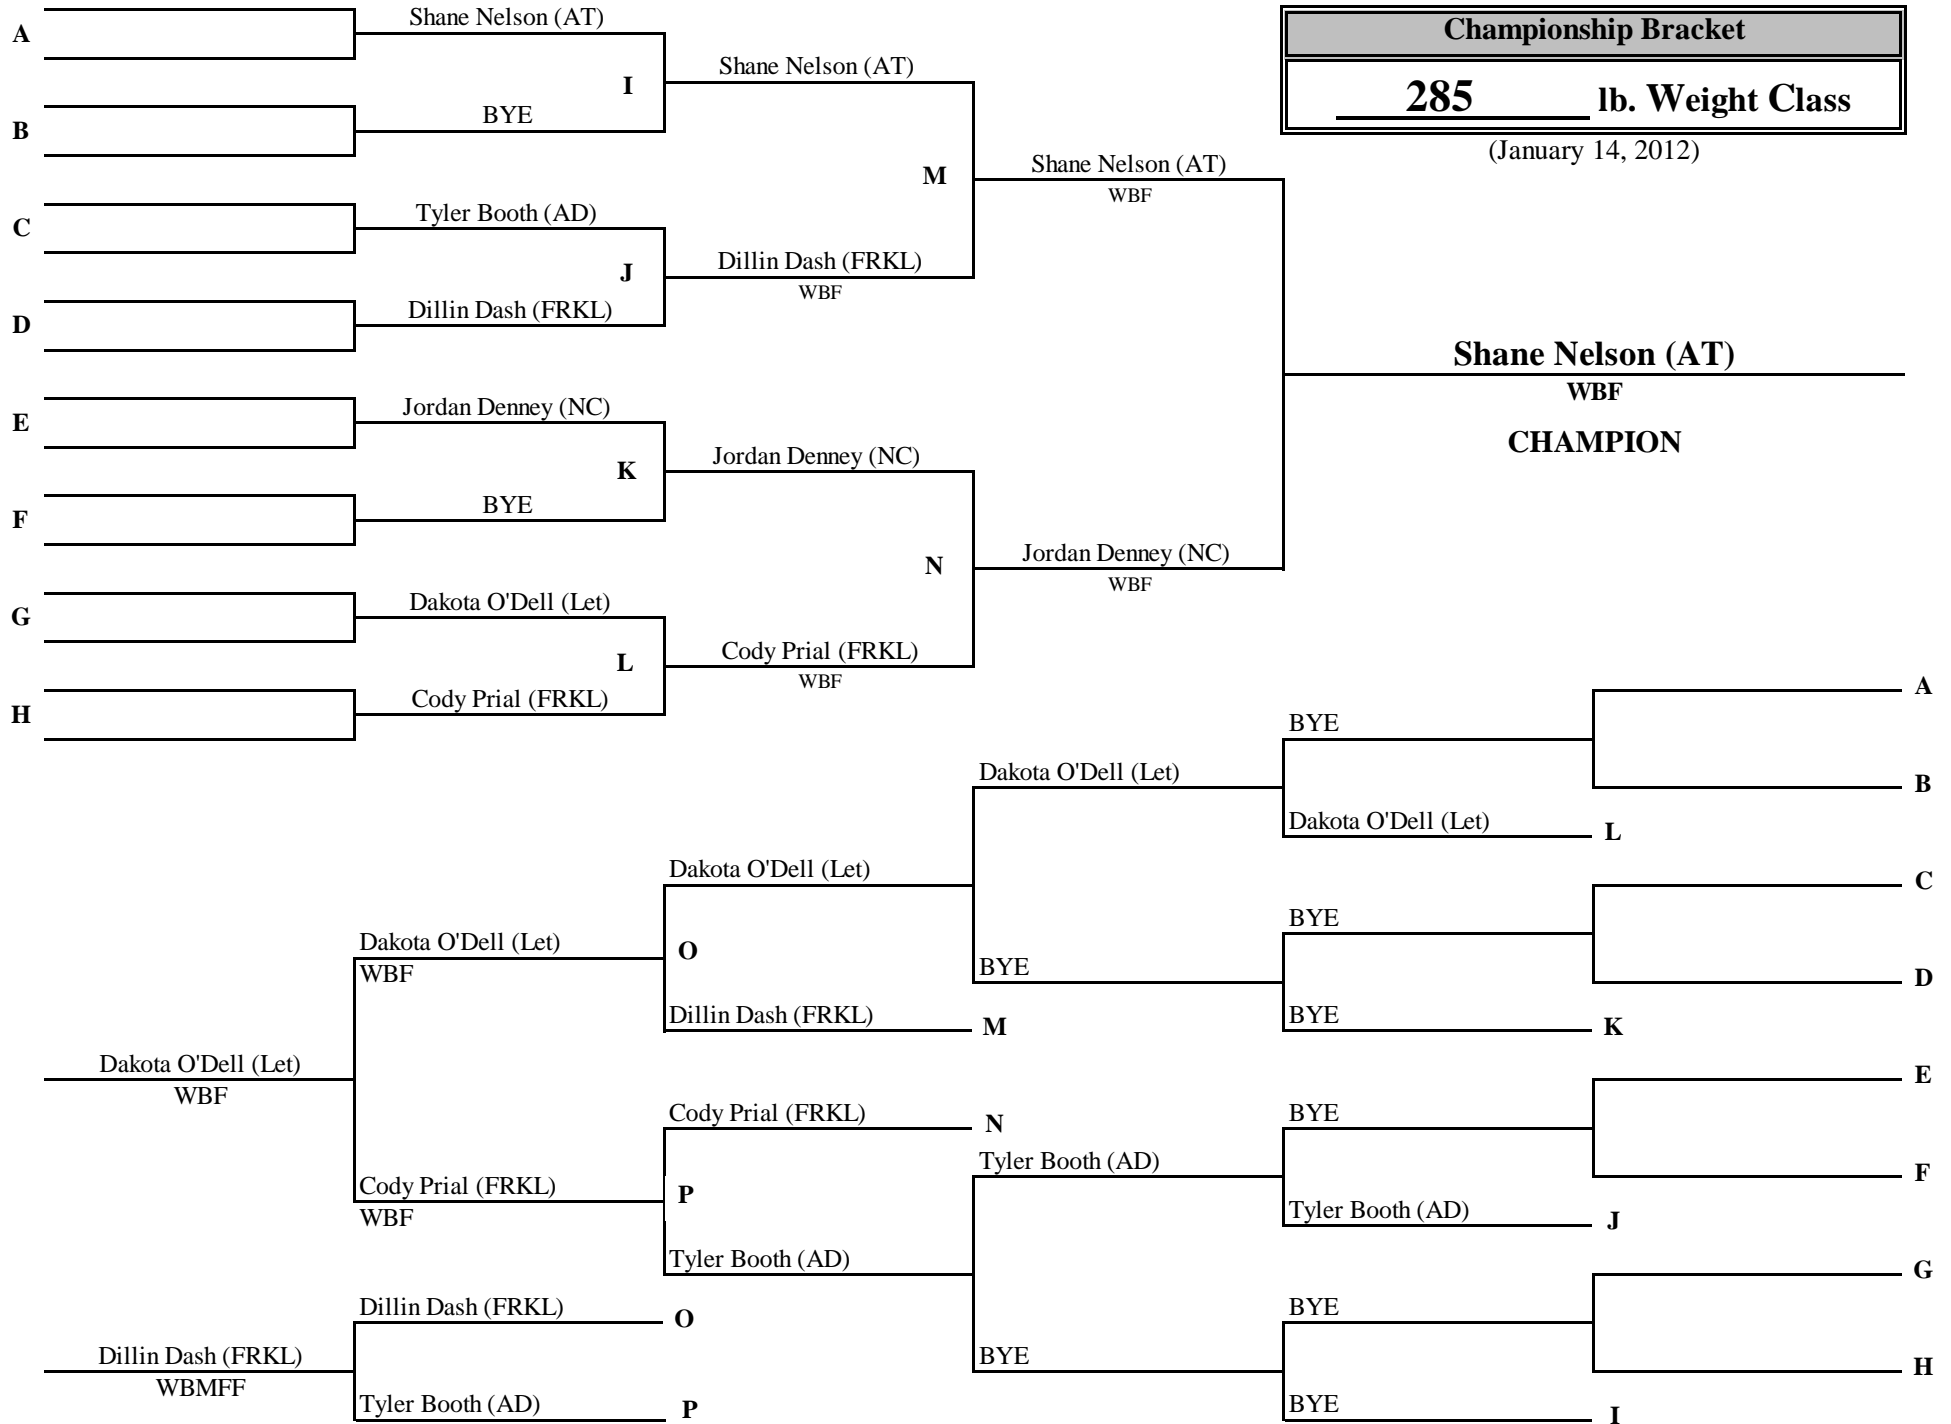 Championship Bracket
285 lb. Weight Class
(January 14, 2012)
A
Shane Nelson (AT)
I
Shane Nelson (AT)
B
BYE
M
Shane Nelson (AT)
WBF
C
Tyler Booth (AD)
J
Dillin Dash (FRKL)
WBF
D
Dillin Dash (FRKL)
Shane Nelson (AT)
WBF
CHAMPION
E
Jordan Denney (NC)
K
Jordan Denney (NC)
F
BYE
N
Jordan Denney (NC)
WBF
G
Dakota O'Dell (Let)
L
Cody Prial (FRKL)
WBF
H
Cody Prial (FRKL)
A
BYE
Dakota O'Dell (Let)
B
Dakota O'Dell (Let)
L
Dakota O'Dell (Let)
C
BYE
Dakota O'Dell (Let)
WBF
O
BYE
D
Dillin Dash (FRKL)
M
BYE
K
Dakota O'Dell (Let)
WBF
E
Cody Prial (FRKL)
N
BYE
Tyler Booth (AD)
F
Cody Prial (FRKL)
WBF
P
Tyler Booth (AD)
J
Tyler Booth (AD)
G
Dillin Dash (FRKL)
O
BYE
Dillin Dash (FRKL)
WBMFF
BYE
H
Tyler Booth (AD)
P
BYE
I